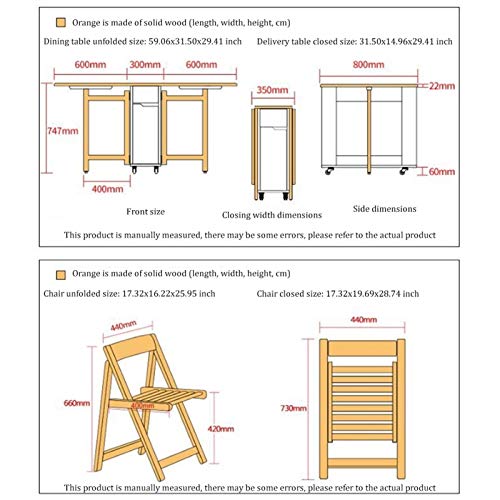 Orange is made of solid wood (length, width, height, cm)
Dining table unfolded size: 59.06x31.50x29.41 inch
Delivery table closed size: 31.50x14.96x29.41 inch
600mm 300mm 600mm
800mm
350mm
22mm
747mm
400mm
60mm
Front size
Closing width dimensions
Side dimensions
This product is manually measured, there may be some errors, please refer to the actual product
Orange is made of solid wood (length, width, height, cm)
Chair unfolded size: 17.32x16.22x25.95 inch
Chair closed size: 17.32x19.69x28.74 inch
440mm
440mm
660mm
400mm
420mm
730mm
This product is manually measured, there may be some errors, please refer to the actual product